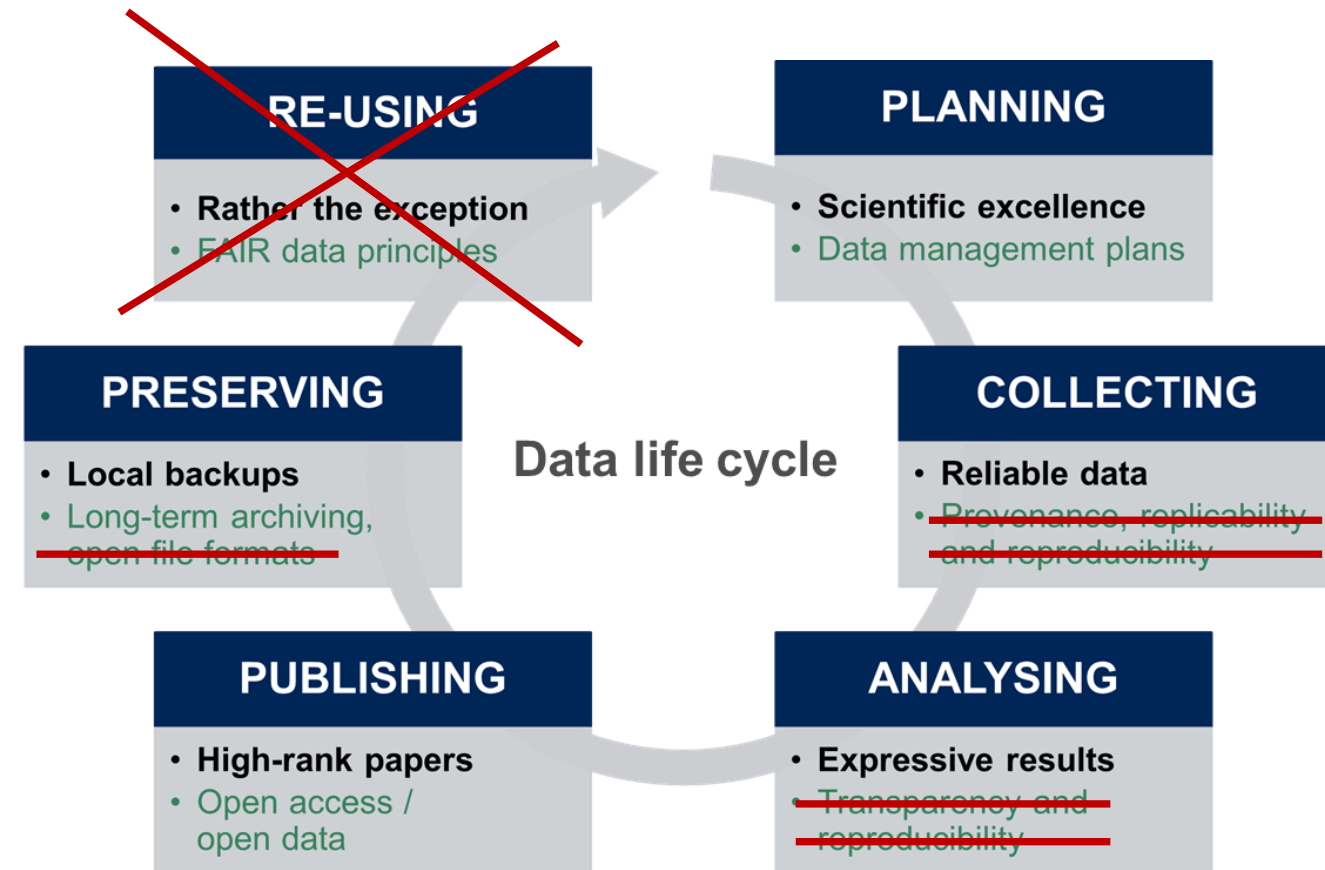 RE-USING
• Rather the exception
• FAIR data principles
PLANNING
• Scientific excellence
• Data management plans
PRESERVING
• Local backups
• Long-term archiving,
open file formats
Data life cycle
COLLECTING
• Reliable data
• Provenance, replicability
and reproducibility
PUBLISHING
• High-rank papers
• Open access /
open data
ANALYSING
• Expressive results
• Transparency and
reproducibility